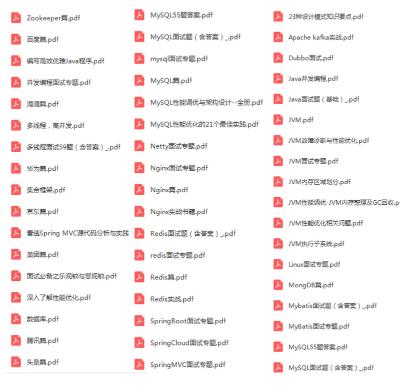 Zookeeper篇.pdf
百度篇.pdf
编写高效优雅Java程序.pdf
并发编程面试专题.pdf
滴滴篇.pdf
多线程，高并发.pdf
多线程面试59题（含答案）_.pdf
华为篇.pdf
集合框架.pdf
京东篇.pdf
看透Spring MVC源代码分析与实践
美团篇.pdf
面试必备之乐观锁与悲观锁.pdf
深入了解性能优化.pdf
数据库.pdf
腾讯篇.pdf
头条篇.pdf
MySQL55题答案.pdf
MySQL面试题（含答案）_.pdf
mysql面试专题.pdf
MySQL篇.pdf
MySQL性能调优与架构设计--全册.pdf
MySQL性能优化的21个最佳实践.pdf
Netty面试专题.pdf
Nginx面试专题.pdf
Nginx篇.pdf
Nginx实战书籍.pdf
Redis面试题（含答案）_.pdf
redis面试专题.pdf
Redis篇.pdf
Redis实战.pdf
SpringBoot面试专题.pdf
SpringCloud面试专题.pdf
SpringMVC面试专题.pdf
23种设计模式知识要点.pdf
Apache kafka实战.pdf
Dubbo面试.pdf
Java并发编程.pdf
Java面试题（基础）_.pdf
JVM.pdf
JVM故障诊断与性能优化.pdf
JVM面试专题.pdf
JVM内存区域划分.pdf
JVM性能调优-JVM内存整理及GC回收.p
JVM性能优化相关问题.pdf
JVM执行子系统.pdf
Linux面试专题.pdf
MongDB篇.pdf
Mybatis面试题（含答案）_.pdf
MyBatis面试专题.pdf
MySQL55题答案.pdf
MySQL面试题（含答案）_.pdf